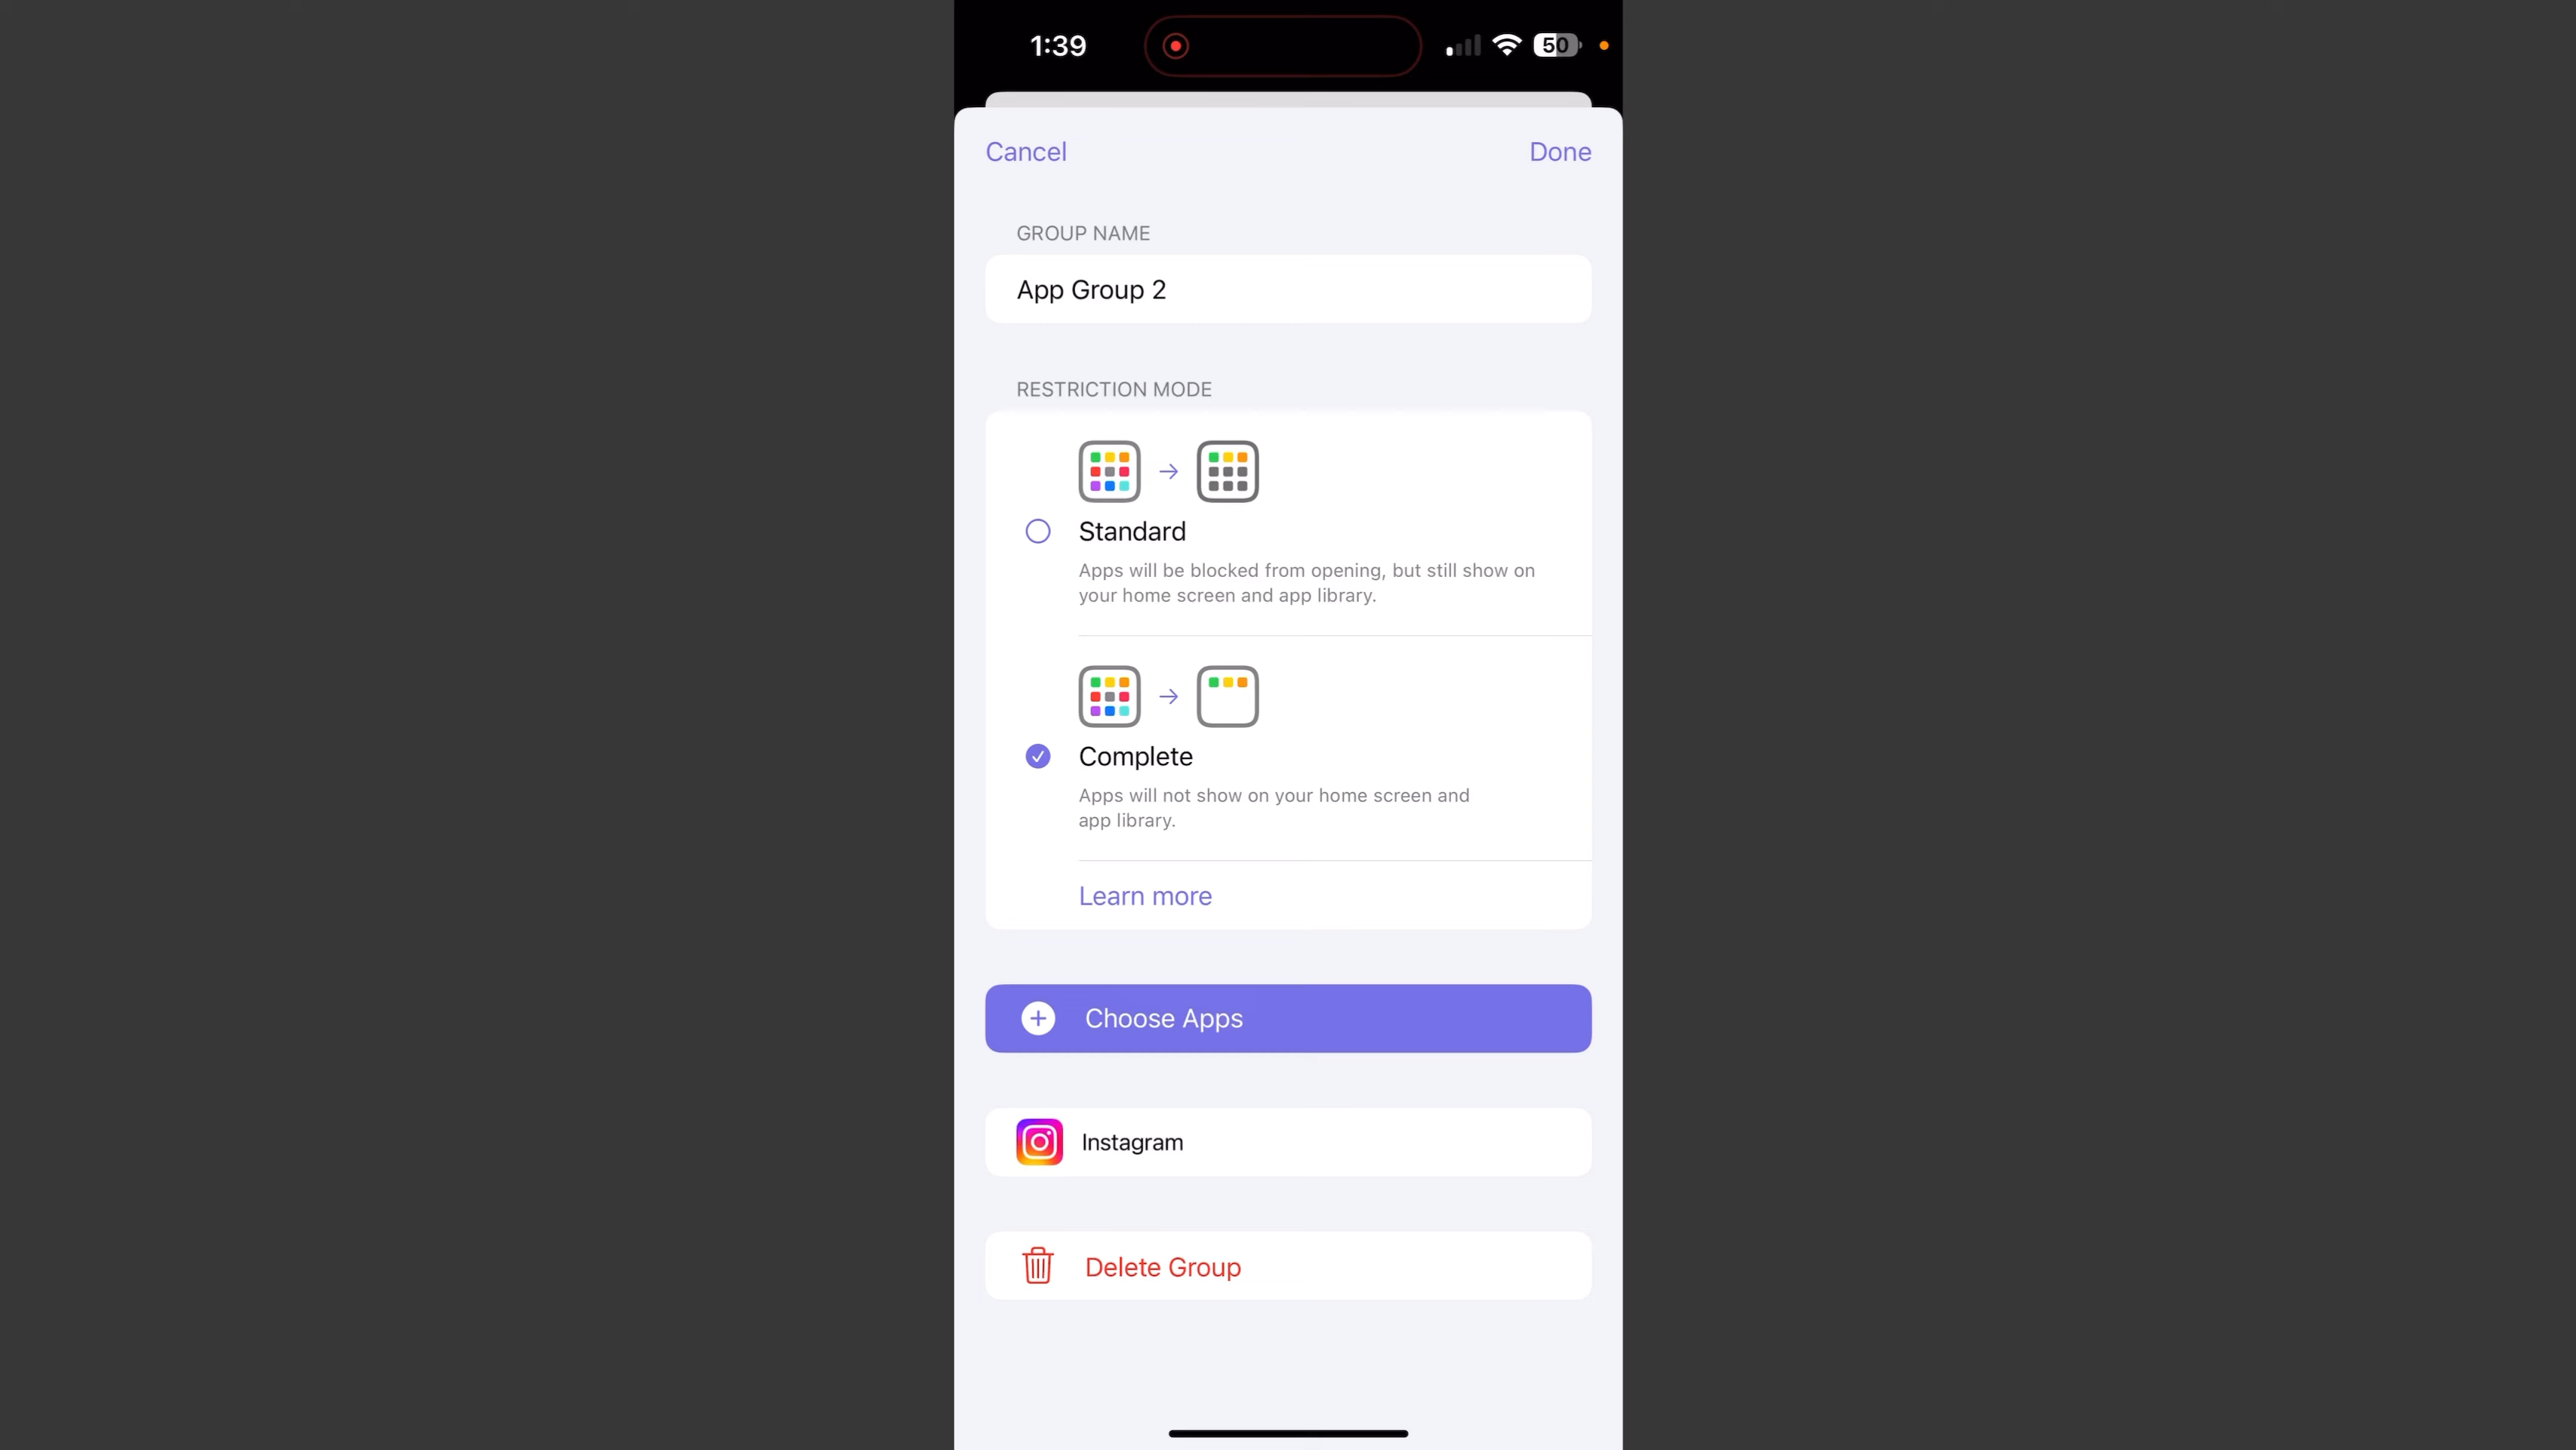 1:39
50
Cancel
Done
GROUP NAME
App Group 2
RESTRICTION MODE
Standard
Apps will be blocked from opening, but still show on
your home screen and app library.
Complete
Apps will not show on your home screen and
app library.
Learn more
Choose Apps
Instagram
Delete Group